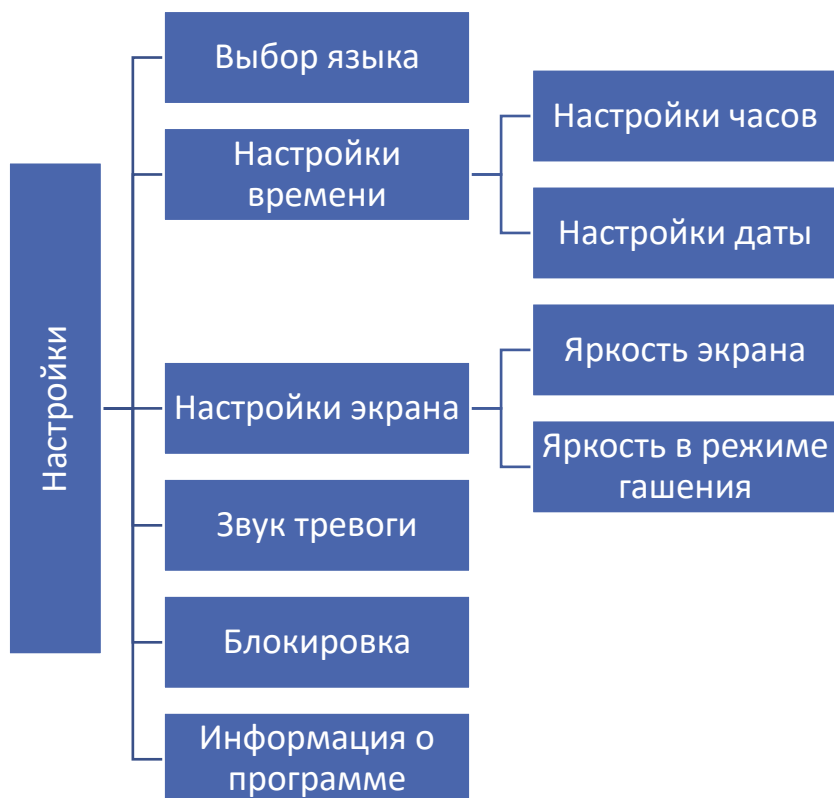 Настройки
Выбор языка
Настройки
времени
Настройки часов
Настройки даты
Настройки экрана
Яркость экрана
Яркость в режиме
гашения
Звук тревоги
Блокировка
Информация о
программе